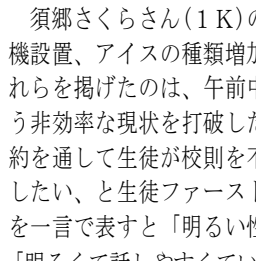 須郷さくらさん(１Ｋ)の
機設置、アイスの種類増加
れらを掲げたのは、午前中
う非効率な現状を打破した
約を通して生徒が校則を不
したい、と生徒ファースト
を一言で表すと「明るい性
「明るくて話しやすくてい